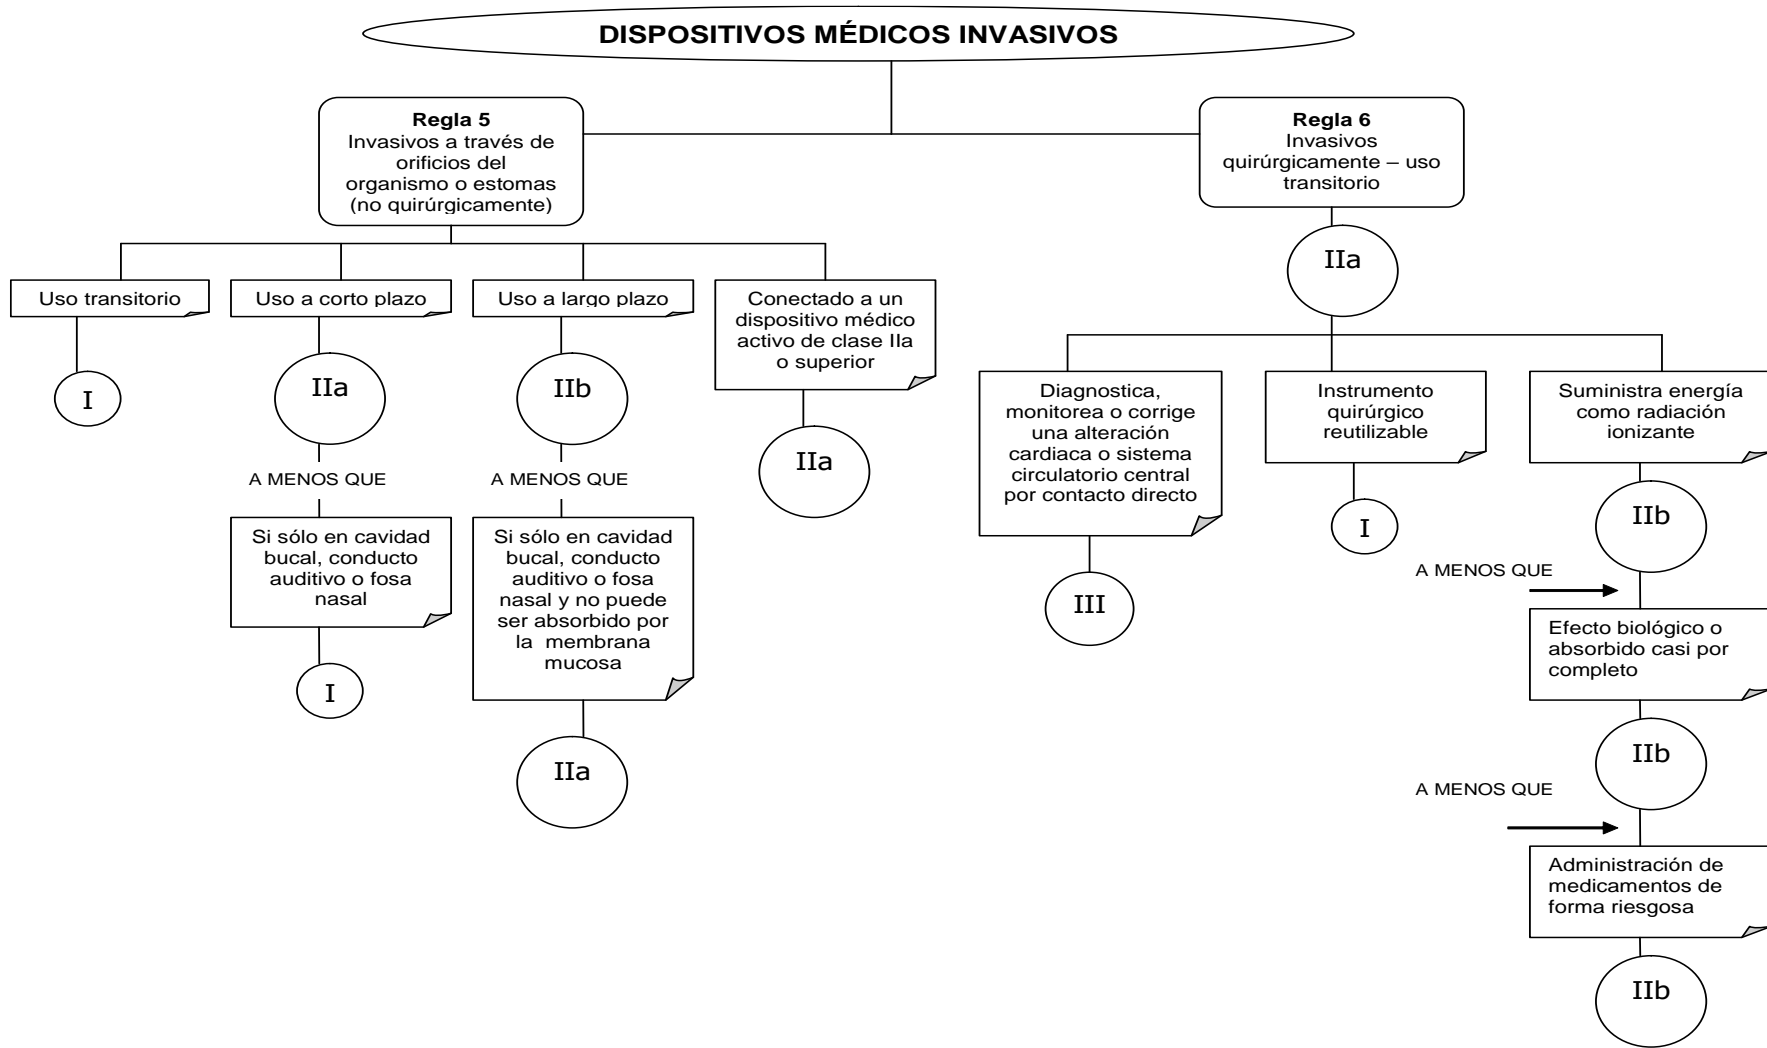 DISPOSITIVOS MÉDICOS INVASIVOS
Regla 5
Invasivos a través de
orificios del
organismo o estomas
(no quirúrgicamente)
Regla 6
Invasivos
quirúrgicamente – uso
transitorio
IIa
Uso transitorio
Uso a corto plazo
Uso a largo plazo
Conectado a un
dispositivo médico
activo de clase IIa
o superior
I
IIa
IIb
IIa
A MENOS QUE
A MENOS QUE
Si sólo en cavidad
bucal, conducto
auditivo o fosa
nasal
I
Si sólo en cavidad
bucal, conducto
auditivo o fosa
nasal y no puede
ser absorbido por
la membrana
mucosa
IIa
Diagnostica,
monitorea o corrige
una alteración
cardiaca o sistema
circulatorio central
por contacto directo
III
Instrumento
quirúrgico
reutilizable
I
Suministra energía
como radiación
ionizante
IIb
A MENOS QUE
Efecto biológico o
absorbido casi por
completo
IIb
A MENOS QUE
Administración de
medicamentos de
forma riesgosa
IIb